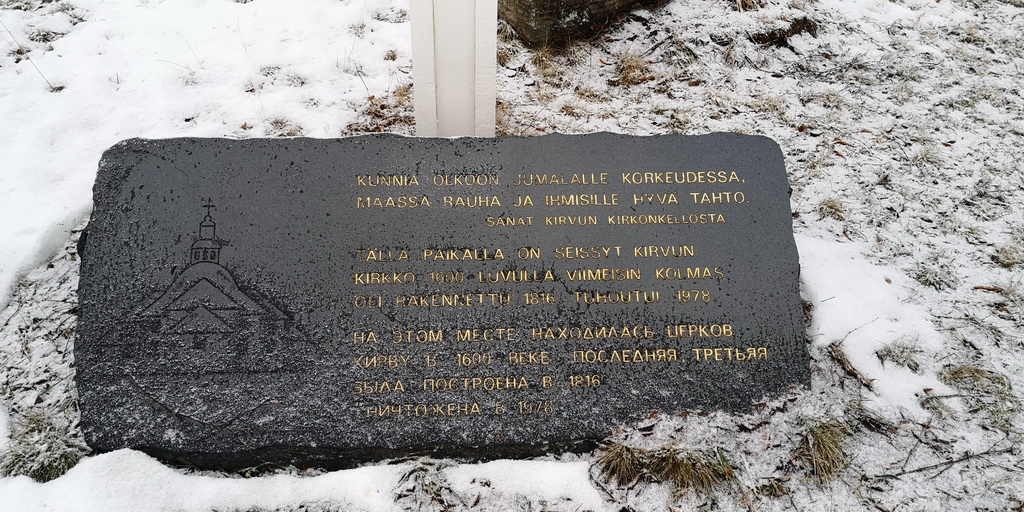 KUNNIA OLKOON JUMALALLE KORKEUDESSA,
MAASSA RAUHA JA IHMISILLE HYVÄ TAHTO.
SANAT KIRVUN KIRKONKELLOSTA
TÄLLÄ PAIKALLA ON SEISSYT KIRVUN
KIRKKO 1600 LUVULLA VIIMEISIN KOLMAS
OLI RAKENNETTU 1816 TUHOUTUI 1978
НА ЭТОМ МЕСТЕ НАХОДИЛАСЬ ЦЕРКОВ
КИРВУ В 1600 ВЕКЕ ПОСЛЕДНЯЯ ТРЕТЬЯЯ
БЫЛА ПОСТРОЕНА В 1816
НИЧТОЖЕНА В 1978